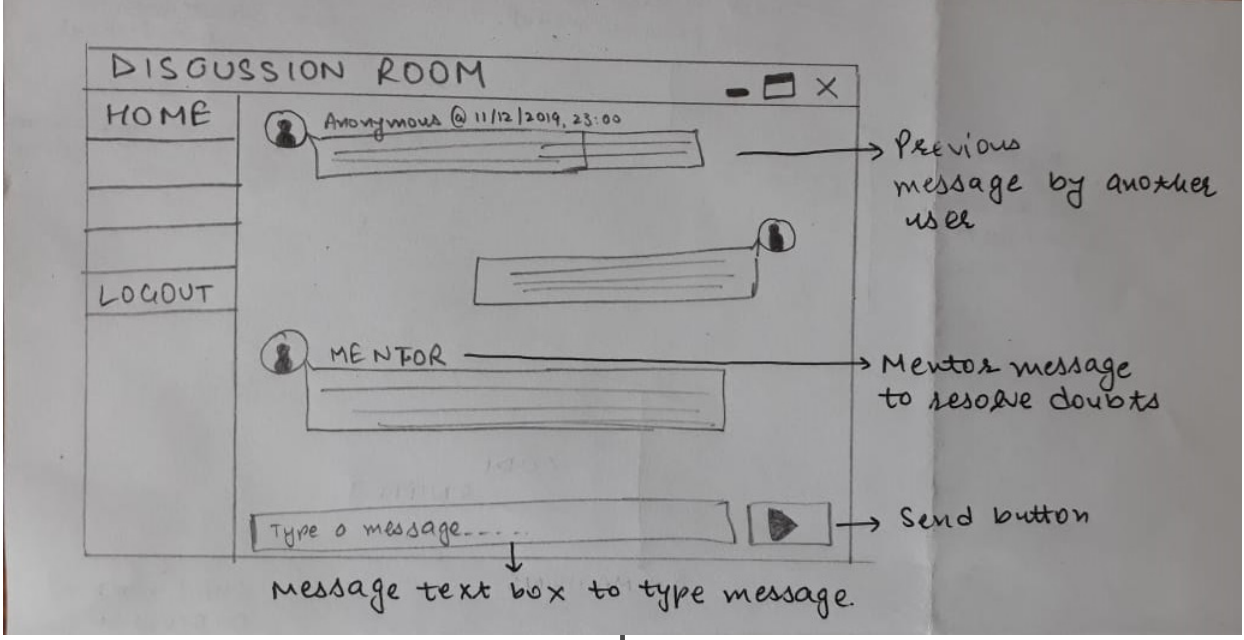 DISCUSSION ROOM
HOME
Anonymous @ 11/12/2019, 23:00
Previous
message by another
user
LOGOUT
MENTOR
Mentor message
to resolve doubts
Type a message......
Send button
Message text box to type message.